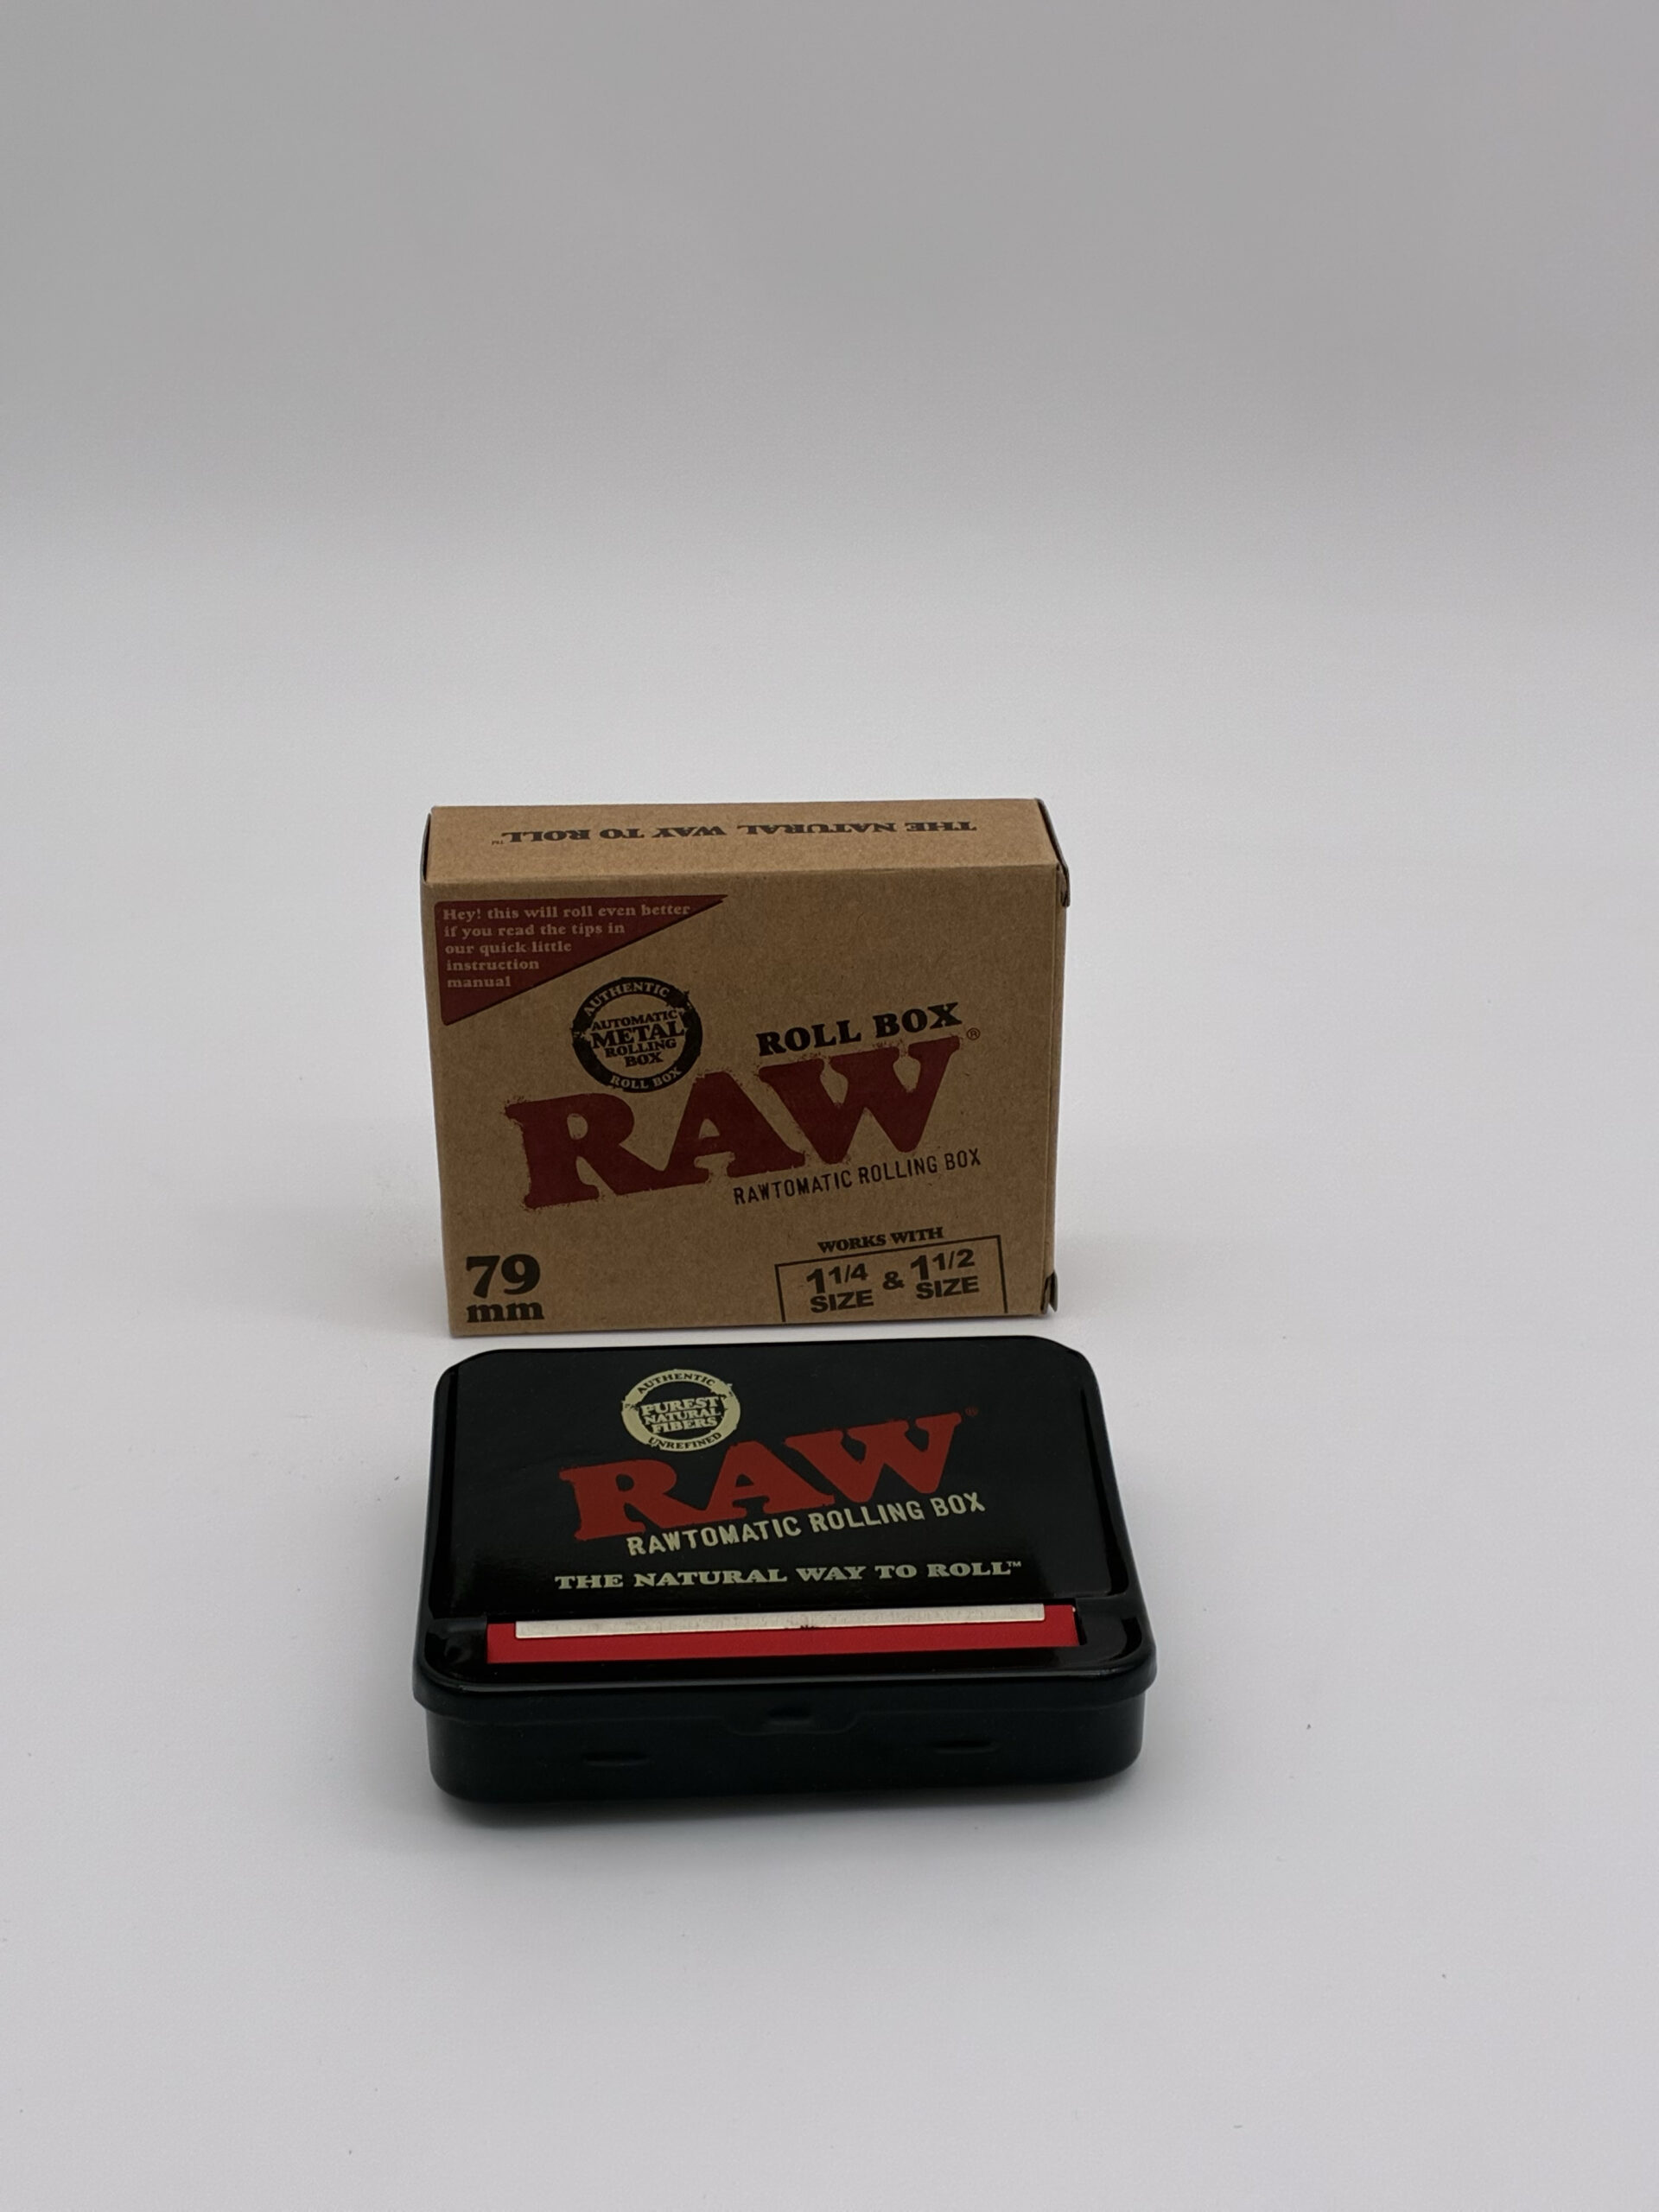 THE NATURAL WAY TO ROLL™
Hey! this will roll even better
if you read the tips in
our quick little
instruction
manual
AUTHENTIC
AUTOMATIC
METAL
ROLLING
BOX
ROLL BOX
ROLL BOX
RAW®
RAWTOMATIC ROLLING BOX
79
mm
WORKS WITH
1 1/4 SIZE & 1 1/2 SIZE
AUTHENTIC
PUREST
NATURAL
FIBERS
UNREFINED
RAW®
RAWTOMATIC ROLLING BOX
THE NATURAL WAY TO ROLL™